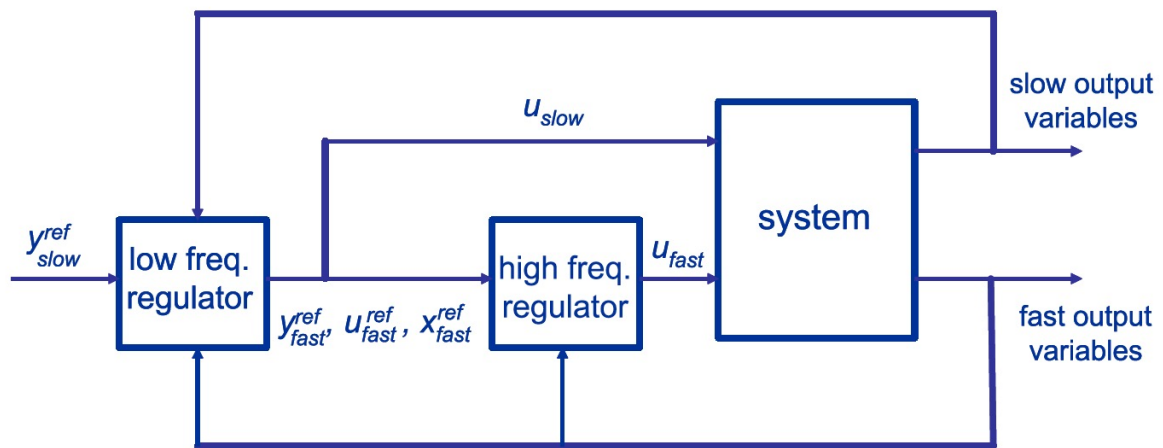 slow output
variables
u_slow
system
y^ref_slow
low freq.
regulator
high freq.
regulator
u_fast
y^ref_fast, u^ref_fast, x^ref_fast
fast output
variables